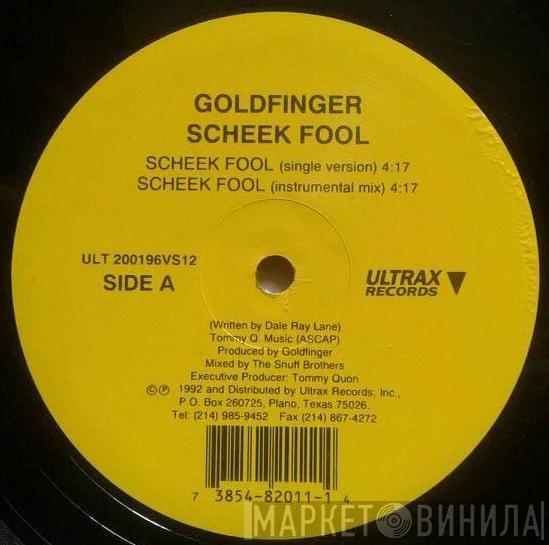 GOLDFINGER
SCHEEK FOOL
SCHEEK FOOL (single version) 4:17
SCHEEK FOOL (instrumental mix) 4:17
ULT 200196VS12
SIDE A
ULTRAX
RECORDS
(Written by Dale Ray Lane)
Tommy Q. Music (ASCAP)
Produced by Goldfinger
Mixed by The Snuff Brothers
Executive Producer: Tommy Quon
©℗ 1992 and Distributed by Ultrax Records, Inc.,
P.O. Box 260725, Plano, Texas 75026.
Tel: (214) 985-9452 Fax (214) 867-4272
7 3854-82011-1 4
МАРКЕТ ВИНИЛА